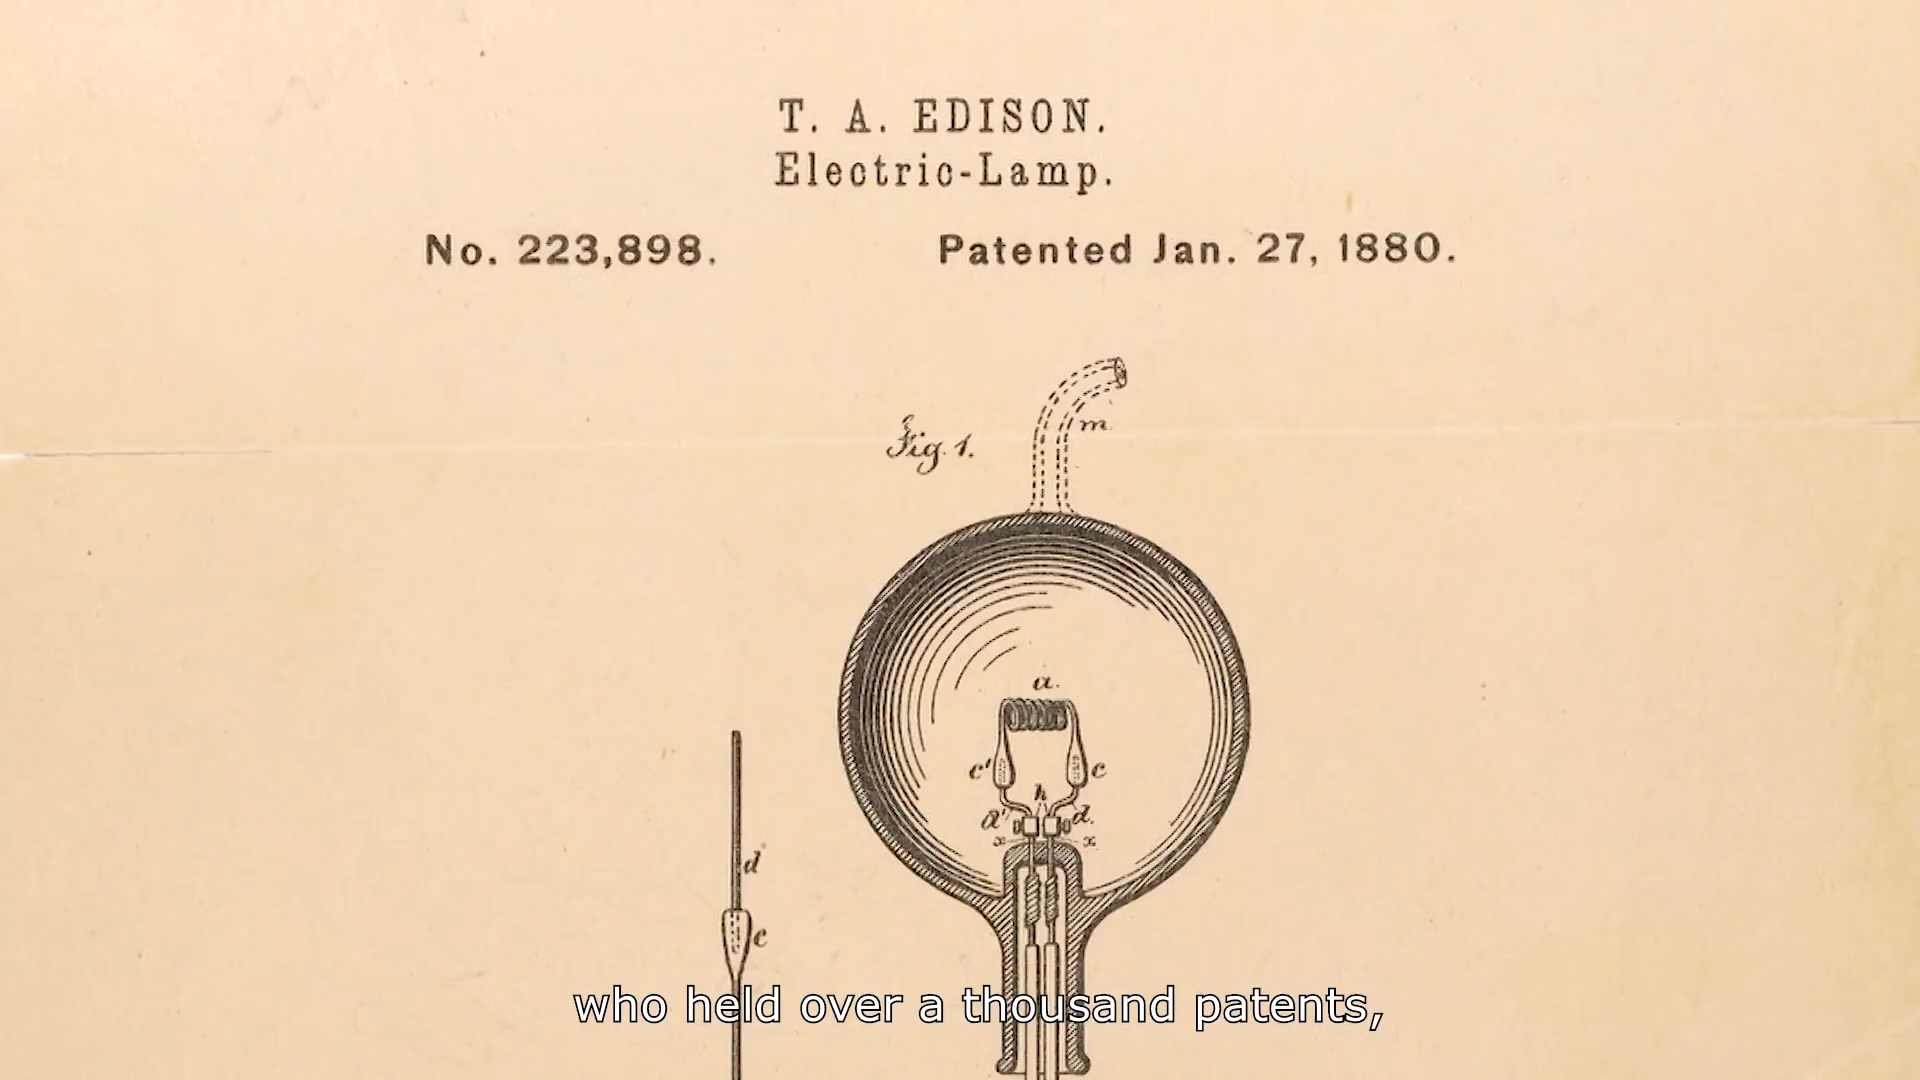 T. A. EDISON.
Electric-Lamp.
No. 223,898. Patented Jan. 27, 1880.
Fig. 1.
m.
a.
c' c
h
d' d.
x x
d'
c
who held over a thousand patents,